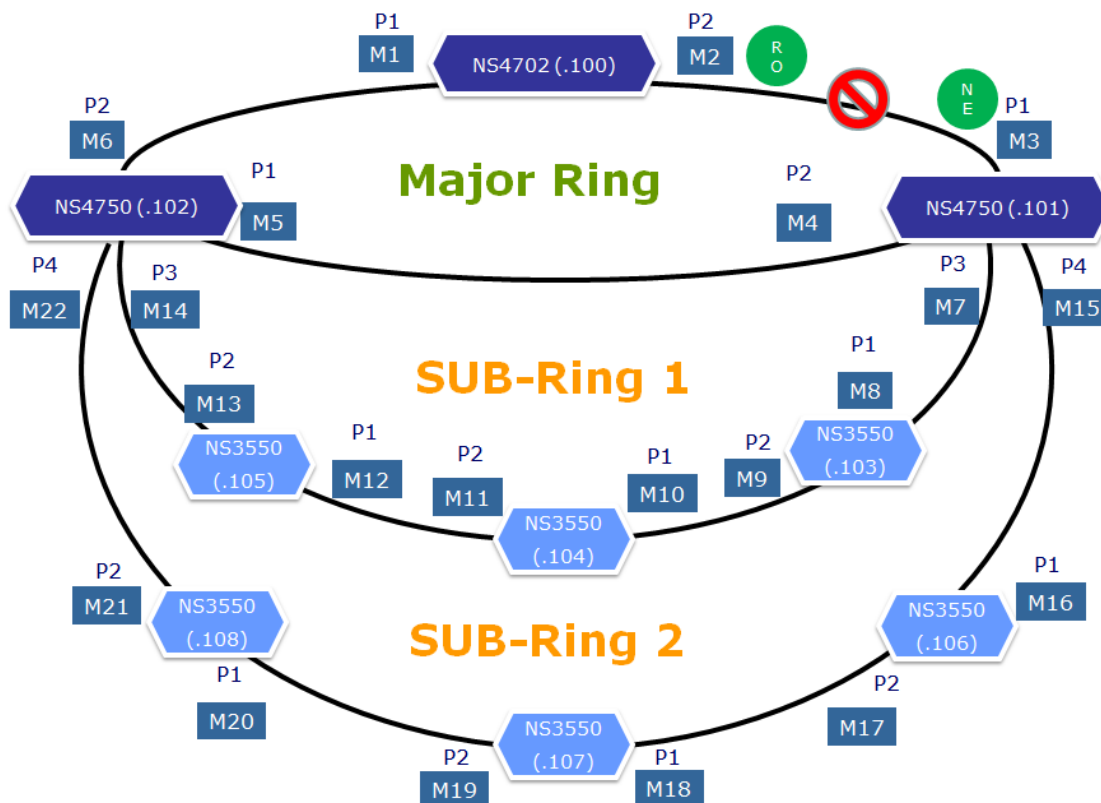 P1
M1
NS4702 (.100)
P2
M2
R
O
N
E
P1
M3
P2
M6
NS4750 (.102)
P1
M5
Major Ring
P2
M4
NS4750 (.101)
P4
M22
P3
M14
P3
M7
P4
M15
SUB-Ring 1
P2
M13
P1
M8
NS3550
(.105)
P1
M12
P2
M11
P1
M10
P2
M9
NS3550
(.103)
NS3550
(.104)
P2
M21
NS3550
(.108)
SUB-Ring 2
P1
M16
NS3550
(.106)
P1
M20
P2
M17
P2
M19
NS3550
(.107)
P1
M18